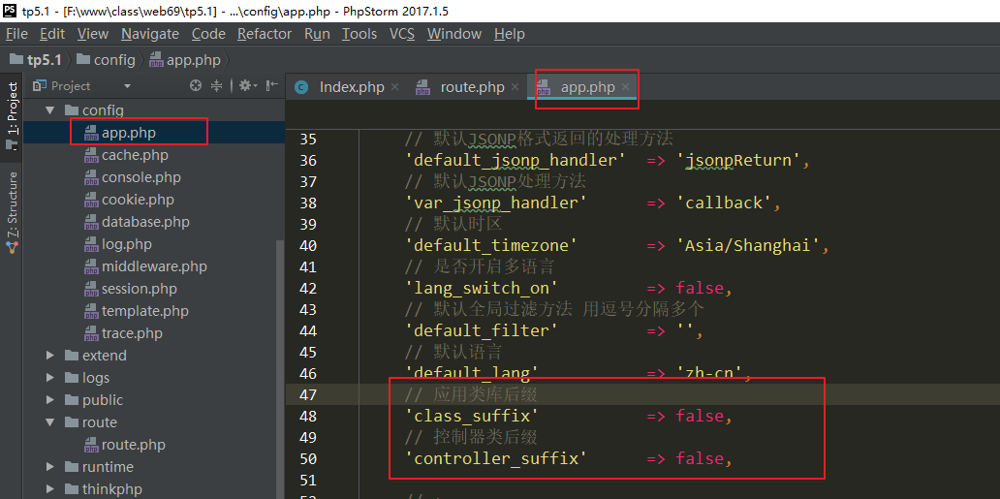 PS tp5.1 - [F:\www\class\web69\tp5.1] - ...\config\app.php - PhpStorm 2017.1.5
File Edit View Navigate Code Refactor Run Tools VCS Window Help
tp5.1 config app.php
1: Project
7: Structure
Project
config
app.php
cache.php
console.php
cookie.php
database.php
log.php
middleware.php
session.php
template.php
trace.php
extend
logs
public
route
route.php
runtime
thinkphp
Index.php × route.php × app.php ×
35 // 默认JSONP格式返回的处理方法
36 'default_jsonp_handler' => 'jsonpReturn',
37 // 默认JSONP处理方法
38 'var_jsonp_handler' => 'callback',
39 // 默认时区
40 'default_timezone' => 'Asia/Shanghai',
41 // 是否开启多语言
42 'lang_switch_on' => false,
43 // 默认全局过滤方法 用逗号分隔多个
44 'default_filter' => '',
45 // 默认语言
46 'default_lang' => 'zh-cn',
47 // 应用类库后缀
48 'class_suffix' => false,
49 // 控制器类后缀
50 'controller_suffix' => false,
51